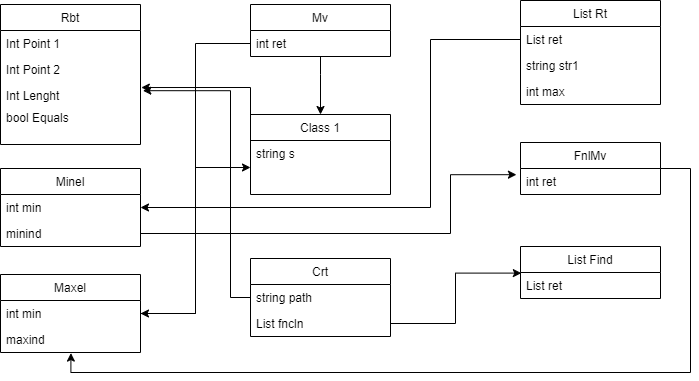 Rbt
Int Point 1
Int Point 2
Int Lenght
bool Equals
Mv
int ret
List Rt
List ret
string str1
int max
Class 1
string s
FnlMv
int ret
Minel
int min
minind
Crt
string path
List fncln
List Find
List ret
Maxel
int min
maxind